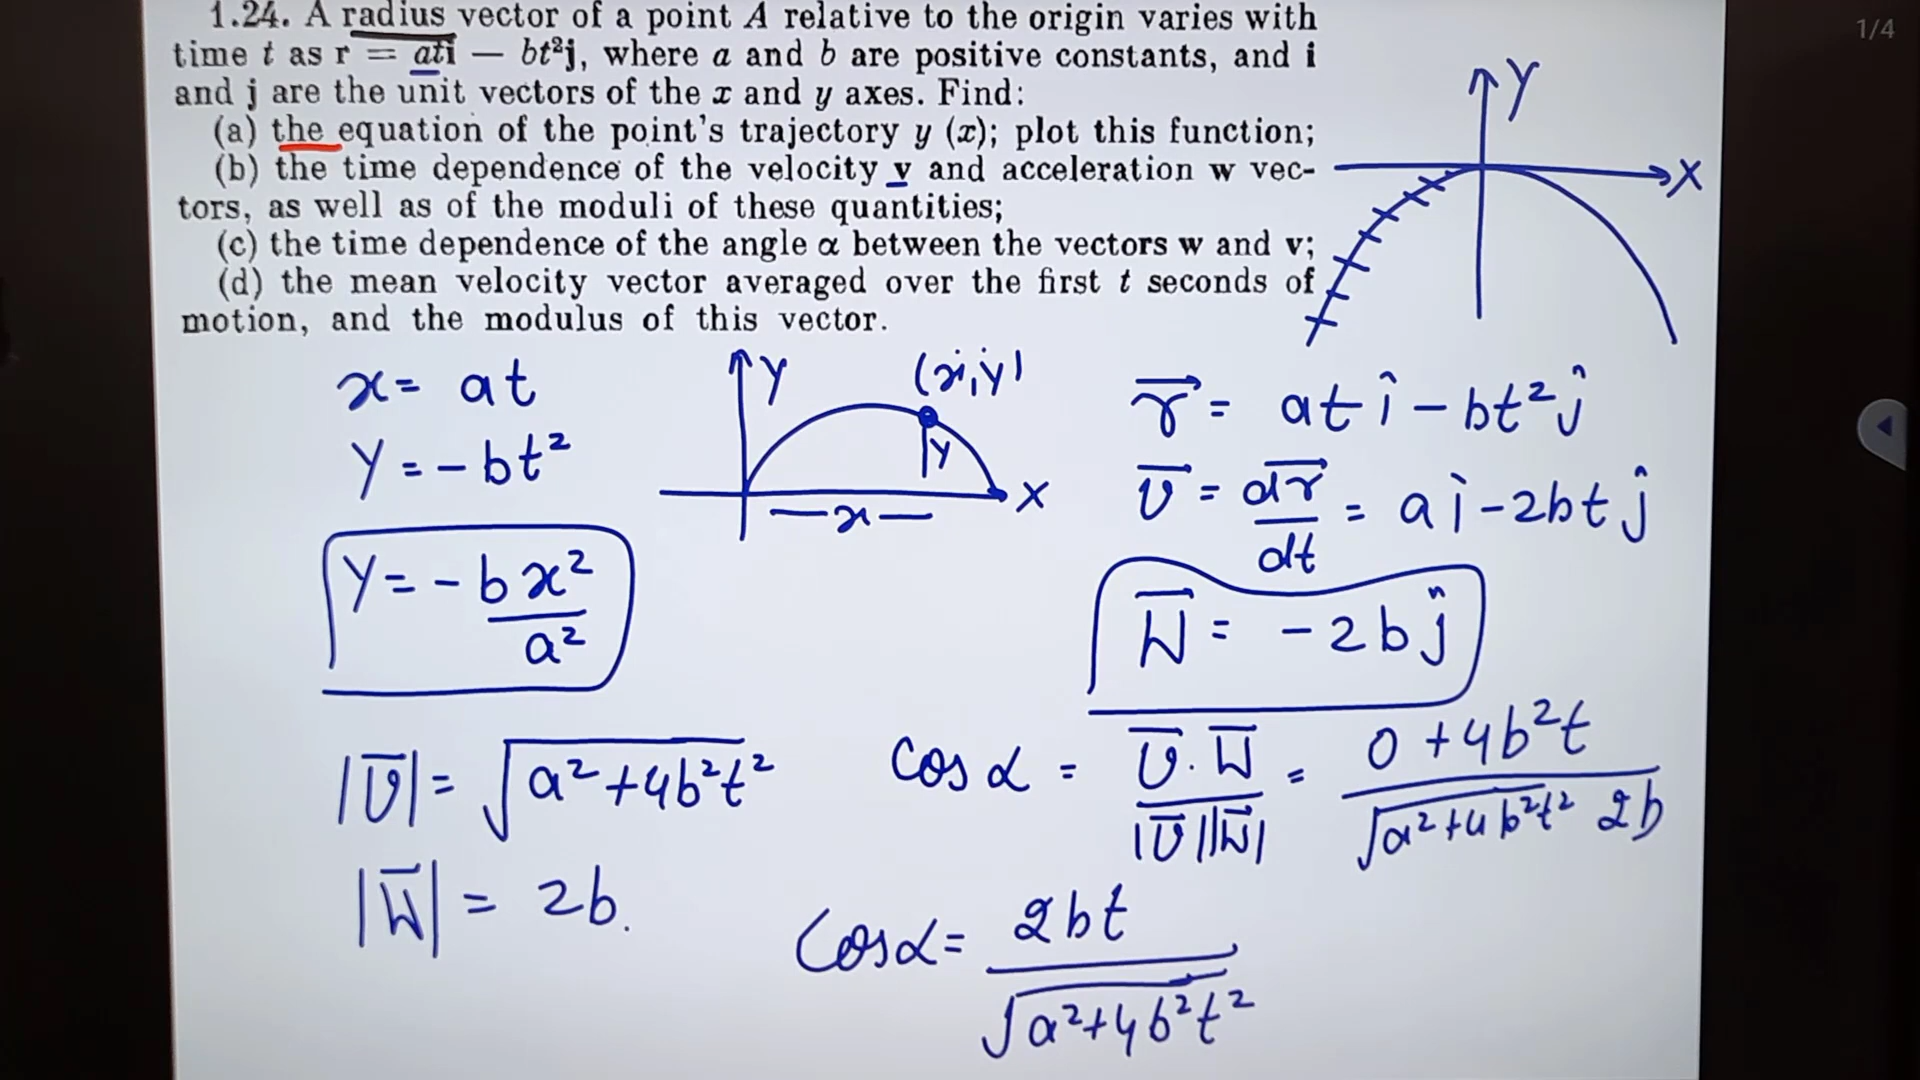 1/4
1.24. A radius vector of a point A relative to the origin varies with
time t as r = ati — bt²j, where a and b are positive constants, and i
and j are the unit vectors of the x and y axes. Find:
(a) the equation of the point's trajectory y (x); plot this function;
(b) the time dependence of the velocity v and acceleration w vec-
tors, as well as of the moduli of these quantities;
(c) the time dependence of the angle α between the vectors w and v;
(d) the mean velocity vector averaged over the first t seconds of
motion, and the modulus of this vector.
Y
X
x = at
Y = -bt²
Y = -bx²/a²
Y
(x,y)
y
X
—x—
r⃗ = at î - bt² ĵ
v⃗ = dr⃗/dt = a î - 2bt ĵ
W⃗ = -2b ĵ
|v̅| = √(a²+4b²t²)
|W̅| = 2b.
Cos α = v̅.W̅/|v̅||W̅| = 0+4b²t/√(a²+4b²t²) 2b
Cosα = 2bt/√(a²+4b²t²)